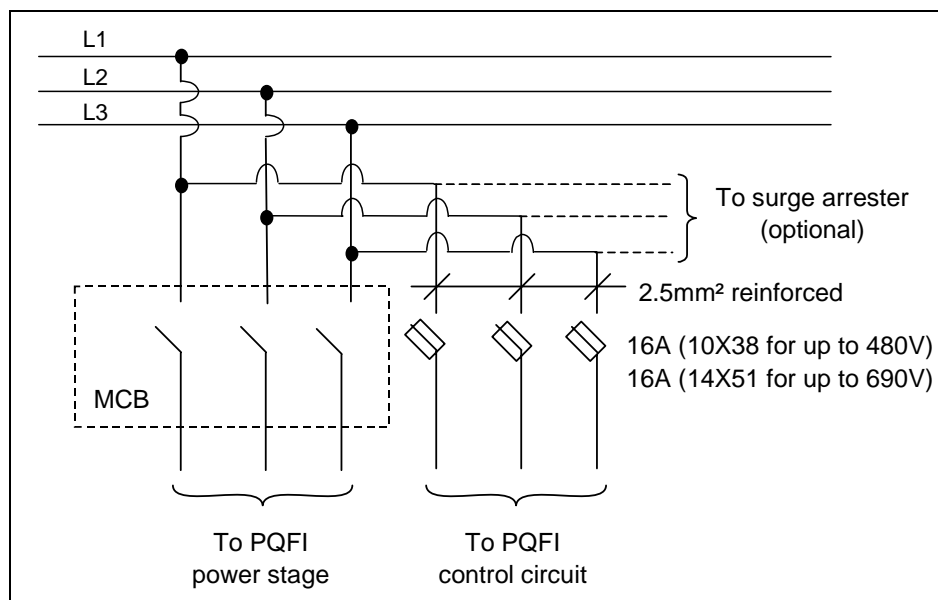 L1
L2
L3
To surge arrester
(optional)
2.5mm² reinforced
16A (10X38 for up to 480V)
16A (14X51 for up to 690V)
MCB
To PQFI
power stage
To PQFI
control circuit